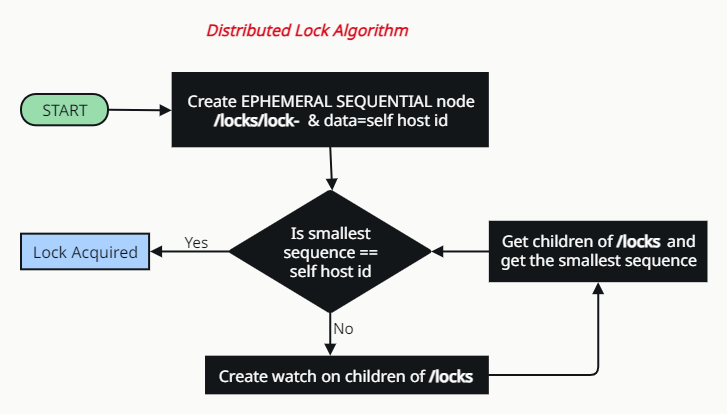 Distributed Lock Algorithm
START
Create EPHEMERAL SEQUENTIAL node
/locks/lock- & data=self host id
Is smallest
sequence ==
self host id
Yes
Lock Acquired
Get children of /locks and
get the smallest sequence
No
Create watch on children of /locks